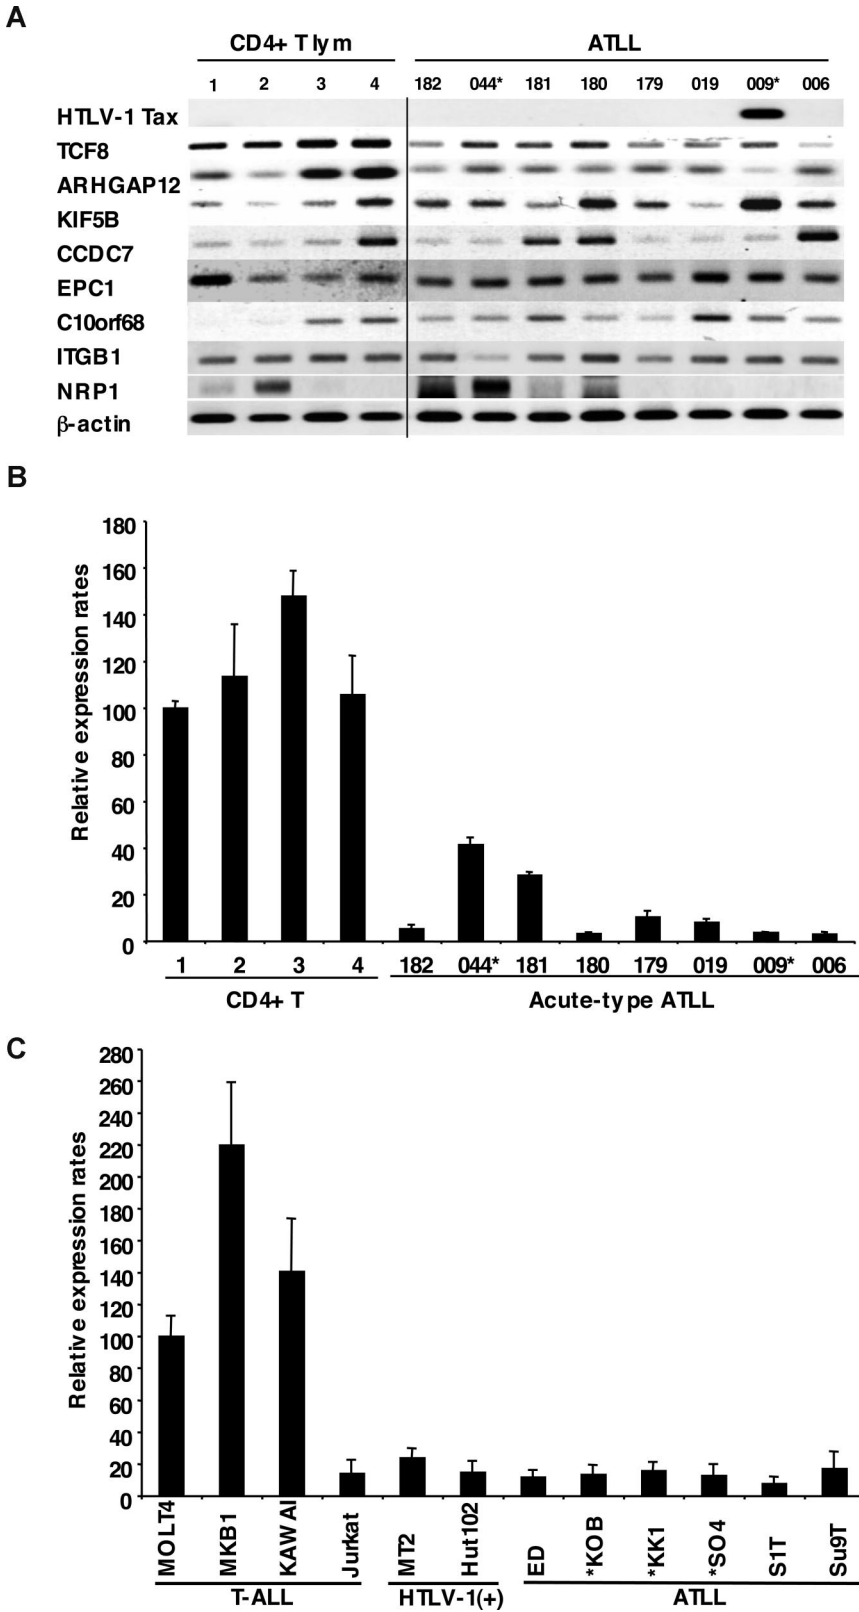 A
CD4+ T lym ATLL
1 2 3 4 182 044* 181 180 179 019 009* 006
HTLV-1 Tax
TCF8
ARHGAP12
KIF5B
CCDC7
EPC1
C10orf68
ITGB1
NRP1
β-actin
B
Relative expression rates
180
160
140
120
100
80
60
40
20
0
1 2 3 4 182 044* 181 180 179 019 009* 006
CD4+ T Acute-type ATLL
C
Relative expression rates
280
260
240
220
200
180
160
140
120
100
80
60
40
20
0
MOLT4 MKB1 KAWAI Jurkat MT2 Hut102 ED *KOB *KK1 *SO4 S1T Su9T
T-ALL HTLV-1(+) ATLL